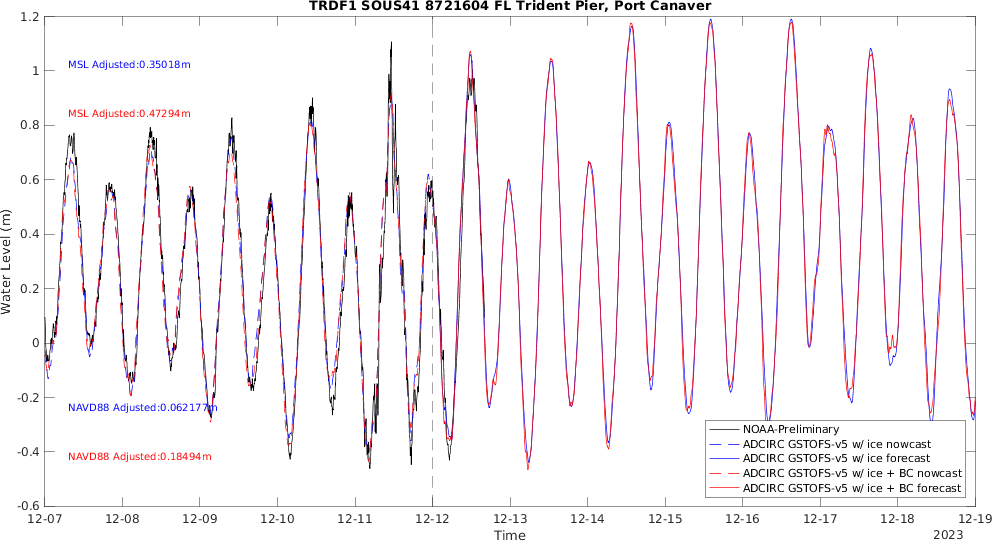 TRDF1 SOUS41 8721604 FL Trident Pier, Port Canaver
1.2
1
0.8
0.6
0.4
0.2
0
-0.2
-0.4
-0.6
Water Level (m)
MSL Adjusted:0.35018m
MSL Adjusted:0.47294m
NAVD88 Adjusted:0.062177m
NAVD88 Adjusted:0.18494m
NOAA-Preliminary
ADCIRC GSTOFS-v5 w/ ice nowcast
ADCIRC GSTOFS-v5 w/ ice forecast
ADCIRC GSTOFS-v5 w/ ice + BC nowcast
ADCIRC GSTOFS-v5 w/ ice + BC forecast
12-07 12-08 12-09 12-10 12-11 12-12 12-13 12-14 12-15 12-16 12-17 12-18 12-19
Time
2023